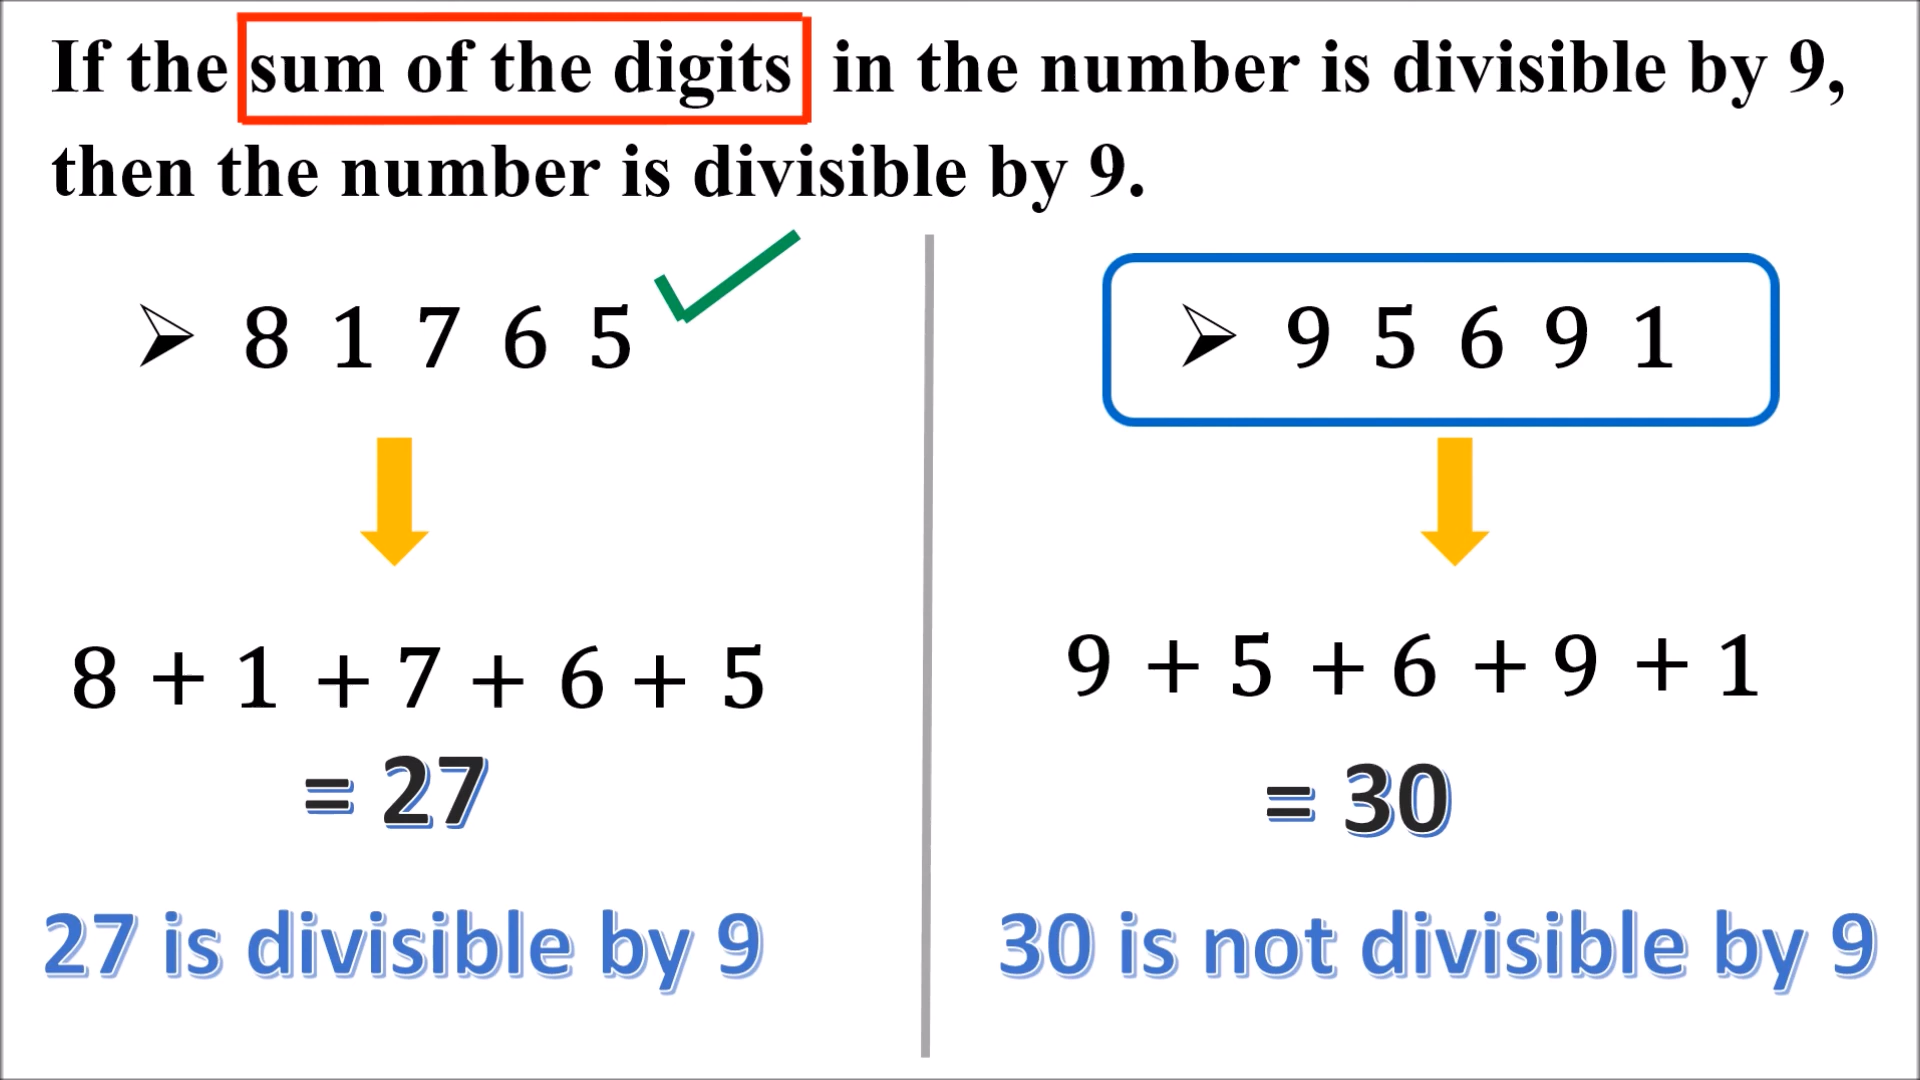 If the sum of the digits in the number is divisible by 9,
then the number is divisible by 9.
➢ 8 1 7 6 5
8 + 1 + 7 + 6 + 5
= 27
27 is divisible by 9
➢ 9 5 6 9 1
9 + 5 + 6 + 9 + 1
= 30
30 is not divisible by 9